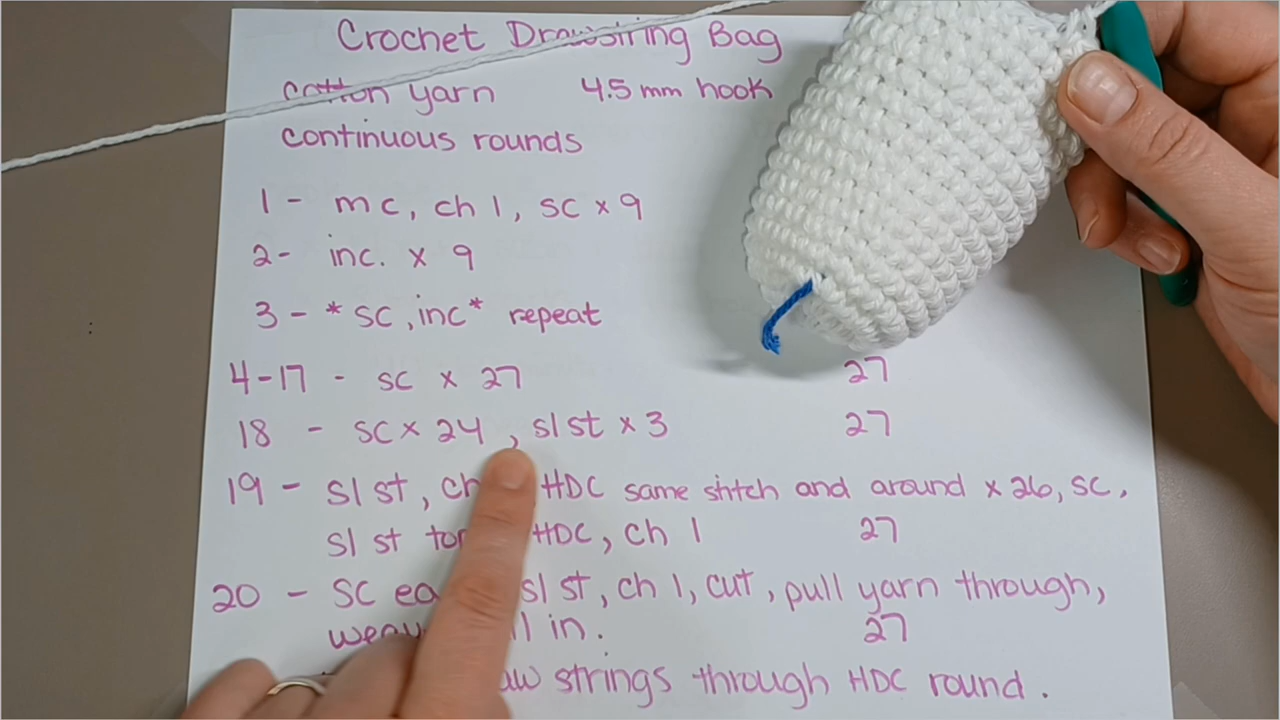 Crochet Drawstring Bag
cotton yarn 4.5 mm hook
continuous rounds
1 - mc, ch 1, sc x 9
2- inc. x 9
3 - * sc, inc* repeat
4-17 - sc x 27 27
18 - sc x 24, sl st x 3 27
19 - sl st, ch HDC same stitch and around x 26, sc,
sl st HDC, ch 1 27
20 - sc sl st, ch 1, cut, pull yarn through,
in. 27
strings through HDC round.